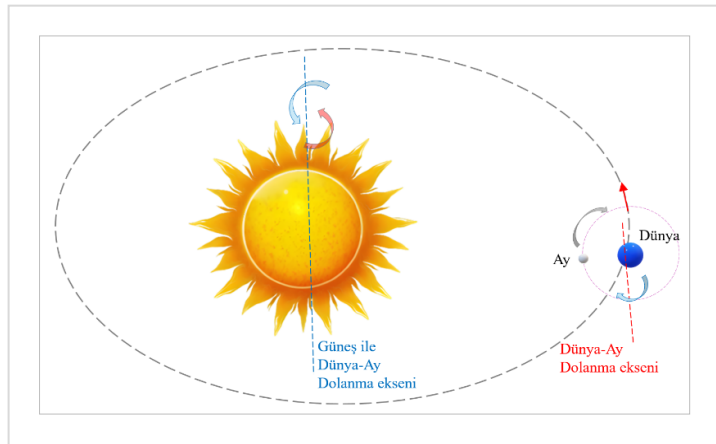 Dünya
Ay
Güneş ile
Dünya-Ay
Dolanma ekseni
Dünya-Ay
Dolanma ekseni